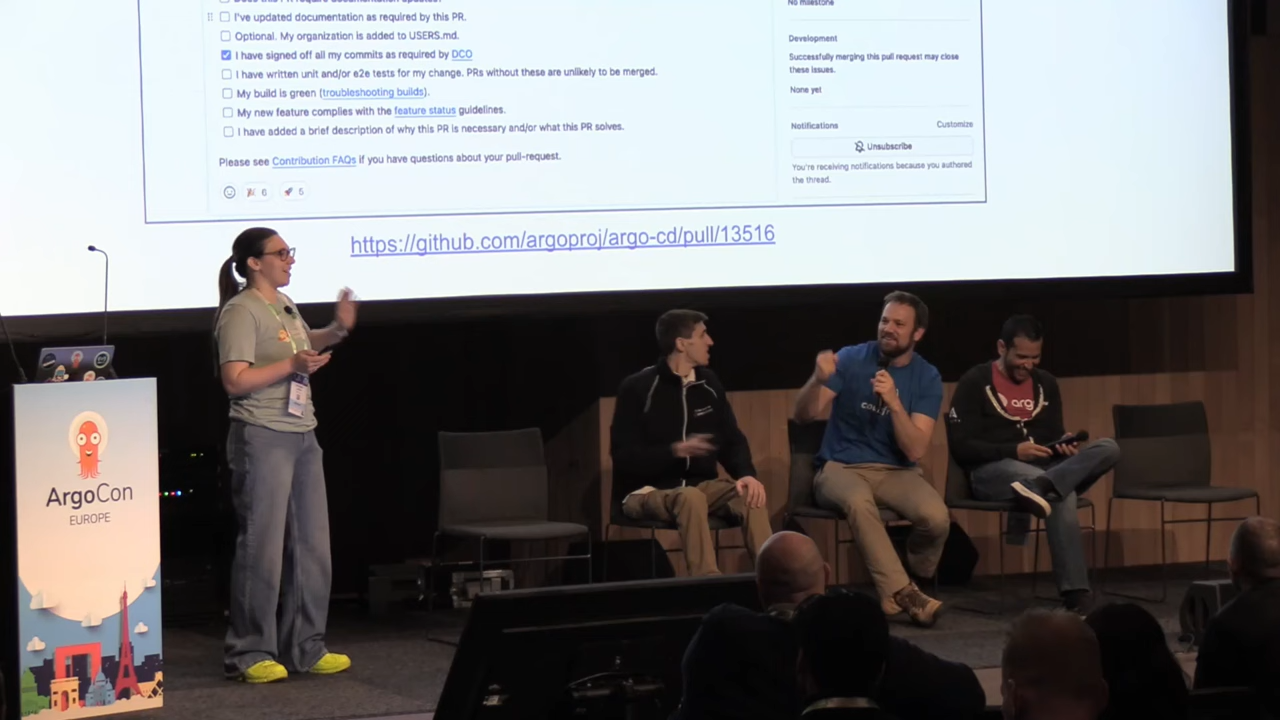 No milestone
I've updated documentation as required by this PR.
Optional. My organization is added to USERS.md.
I have signed off all my commits as required by DCO
I have written unit and/or e2e tests for my change. PRs without these are unlikely to be merged.
My build is green (troubleshooting builds).
My new feature complies with the feature status guidelines.
I have added a brief description of why this PR is necessary and/or what this PR solves.
Please see Contribution FAQs if you have questions about your pull-request.
6 5
Development
Successfully merging this pull request may close
these issues.
None yet
Notifications Customize
Unsubscribe
You're receiving notifications because you authored
the thread.
https://github.com/argoproj/argo-cd/pull/13516
ArgoCon
EUROPE